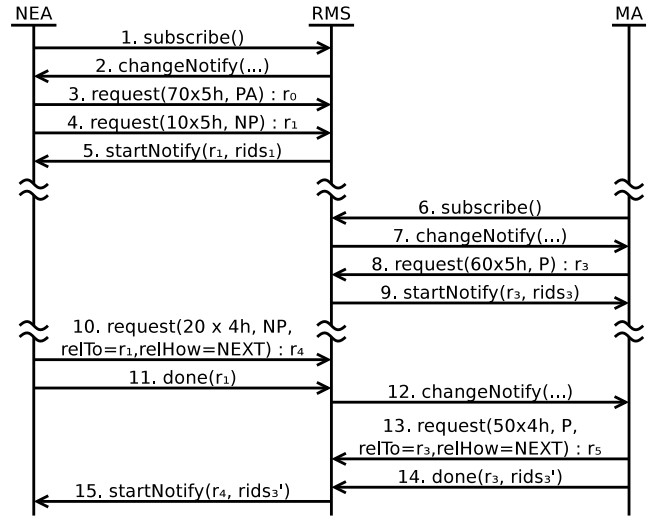 NEA RMS MA
1. subscribe()
2. changeNotify(...)
3. request(70x5h, PA) : r₀
4. request(10x5h, NP) : r₁
5. startNotify(r₁, rids₁)
6. subscribe()
7. changeNotify(...)
8. request(60x5h, P) : r₃
9. startNotify(r₃, rids₃)
10. request(20 x 4h, NP,
relTo=r₁,relHow=NEXT) : r₄
11. done(r₁)
12. changeNotify(...)
13. request(50x4h, P,
relTo=r₃,relHow=NEXT) : r₅
14. done(r₃, rids₃')
15. startNotify(r₄, rids₃')